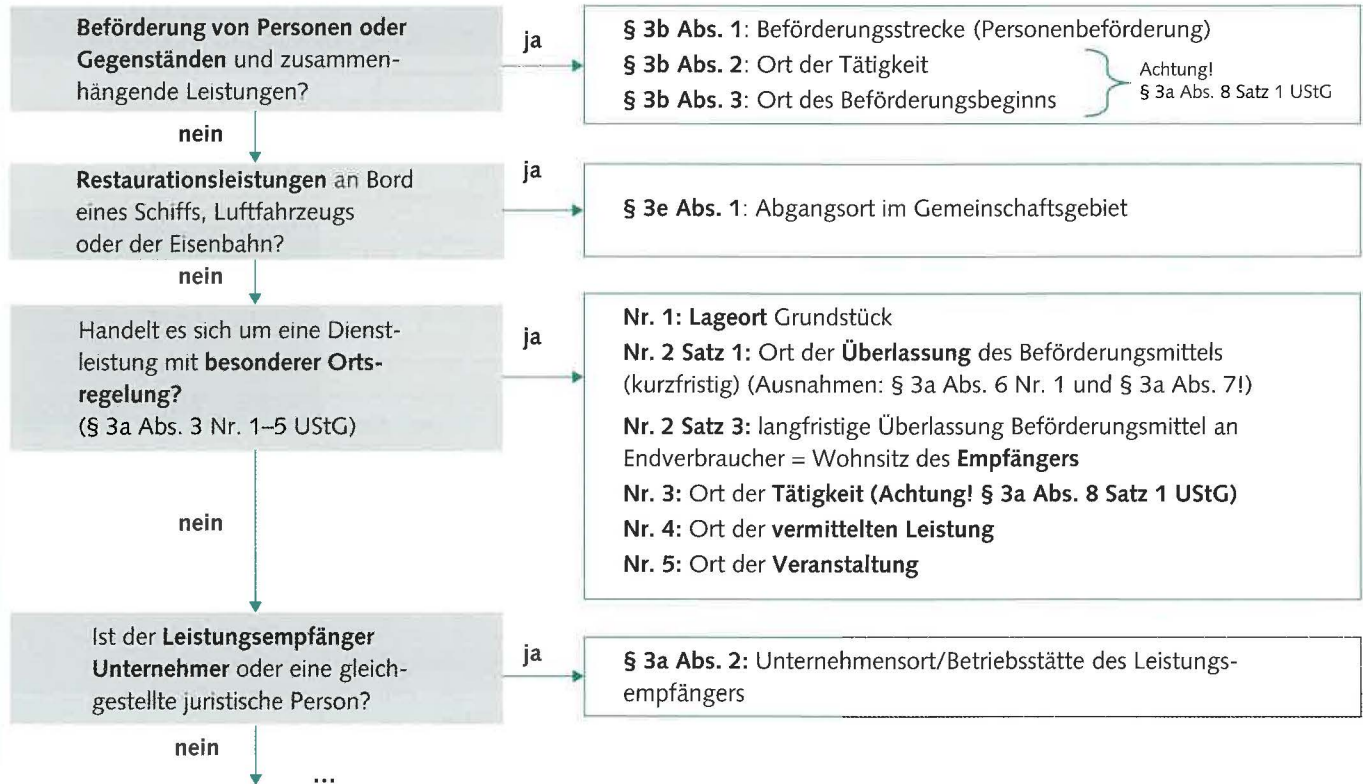 Beförderung von Personen oder
Gegenständen und zusammen-
hängende Leistungen?
ja
§ 3b Abs. 1: Beförderungsstrecke (Personenbeförderung)
§ 3b Abs. 2: Ort der Tätigkeit
§ 3b Abs. 3: Ort des Beförderungsbeginns
Achtung!
§ 3a Abs. 8 Satz 1 UStG
nein
Restaurationsleistungen an Bord
eines Schiffs, Luftfahrzeugs
oder der Eisenbahn?
ja
§ 3e Abs. 1: Abgangsort im Gemeinschaftsgebiet
nein
Handelt es sich um eine Dienst-
leistung mit besonderer Orts-
regelung?
(§ 3a Abs. 3 Nr. 1–5 UStG)
ja
Nr. 1: Lageort Grundstück
Nr. 2 Satz 1: Ort der Überlassung des Beförderungsmittels
(kurzfristig) (Ausnahmen: § 3a Abs. 6 Nr. 1 und § 3a Abs. 7!)
Nr. 2 Satz 3: langfristige Überlassung Beförderungsmittel an
Endverbraucher = Wohnsitz des Empfängers
Nr. 3: Ort der Tätigkeit (Achtung! § 3a Abs. 8 Satz 1 UStG)
Nr. 4: Ort der vermittelten Leistung
Nr. 5: Ort der Veranstaltung
nein
Ist der Leistungsempfänger
Unternehmer oder eine gleich-
gestellte juristische Person?
ja
§ 3a Abs. 2: Unternehmensort/Betriebsstätte des Leistungs-
empfängers
nein
...